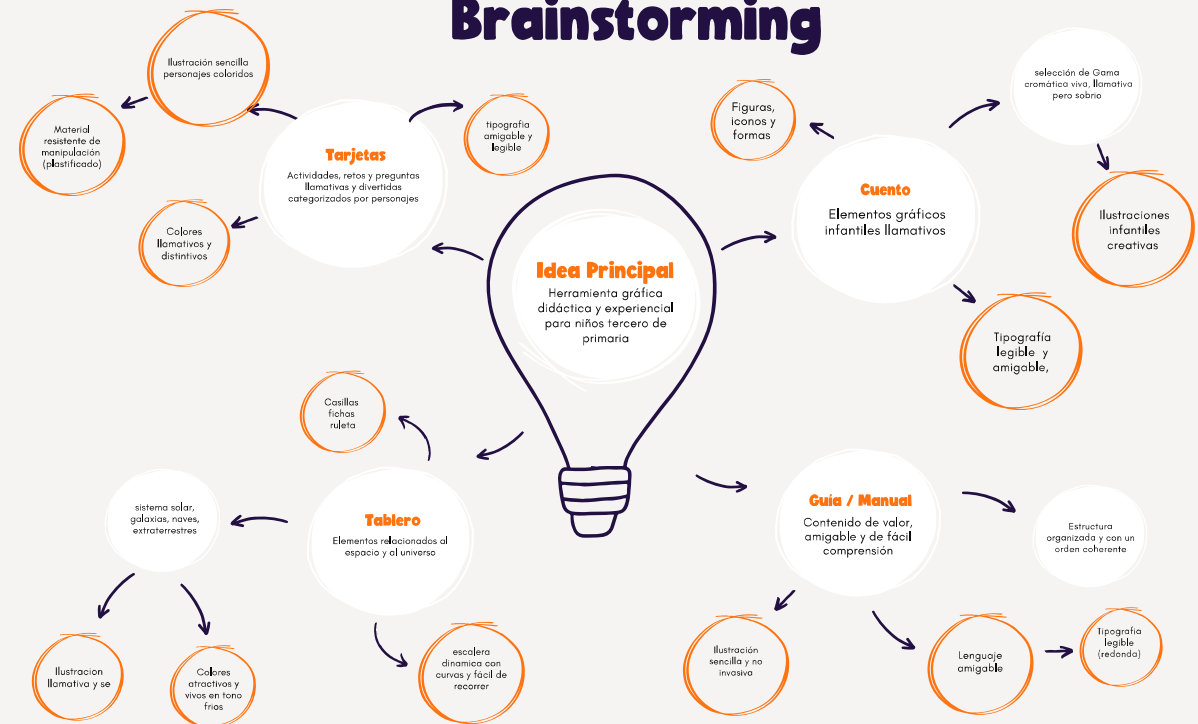 Brainstorming
Ilustración sencilla
personajes coloridos
Material
resistente de
manipulación
(plastificado)
Tarjetas
Actividades, retos y preguntas
llamativas y divertidas
categorizados por personajes
tipografia
amigable y
legible
Colores
llamativos y
distintivos
Figuras,
iconos y
formas
selección de Gama
cromática viva, llamativa
pero sobrio
Cuento
Elementos gráficos
infantiles llamativos
Ilustraciones
infantiles
creativas
Tipografía
legible y
amigable,
Idea Principal
Herramienta gráfica
didáctica y experiencial
para niños tercero de
primaria
Casillas
fichas
ruleta
sistema solar,
galaxias, naves,
extraterrestres
Tablero
Elementos relacionados al
espacio y al universo
Ilustracion
llamativa y se
Colores
atractivos y
vivos en tono
frios
escalera
dinamica con
curvas y fácil de
recorrer
Guía / Manual
Contenido de valor,
amigable y de fácil
comprensión
Estructura
organizada y con un
orden coherente
Ilustración
sencilla y no
invasiva
Lenguaje
amigable
Tipografia
legible
(redonda)